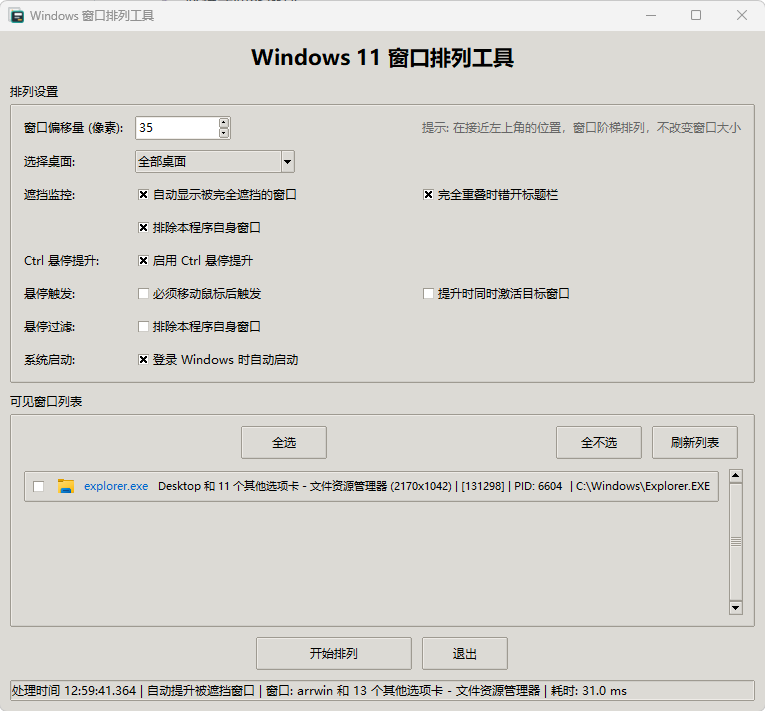 Windows 窗口排列工具
Windows 11 窗口排列工具
排列设置
窗口偏移量 (像素): 35 提示: 在接近左上角的位置，窗口阶梯排列，不改变窗口大小
选择桌面: 全部桌面
遮挡监控: 自动显示被完全遮挡的窗口 完全重叠时错开标题栏
排除本程序自身窗口
Ctrl 悬停提升: 启用 Ctrl 悬停提升
悬停触发: 必须移动鼠标后触发 提升时同时激活目标窗口
悬停过滤: 排除本程序自身窗口
系统启动: 登录 Windows 时自动启动
可见窗口列表
全选 全不选 刷新列表
explorer.exe Desktop 和 11 个其他选项卡 - 文件资源管理器 (2170x1042) | [131298] | PID: 6604 | C:\Windows\Explorer.EXE
开始排列 退出
处理时间 12:59:41.364 | 自动提升被遮挡窗口 | 窗口: arrwin 和 13 个其他选项卡 - 文件资源管理器 | 耗时: 31.0 ms